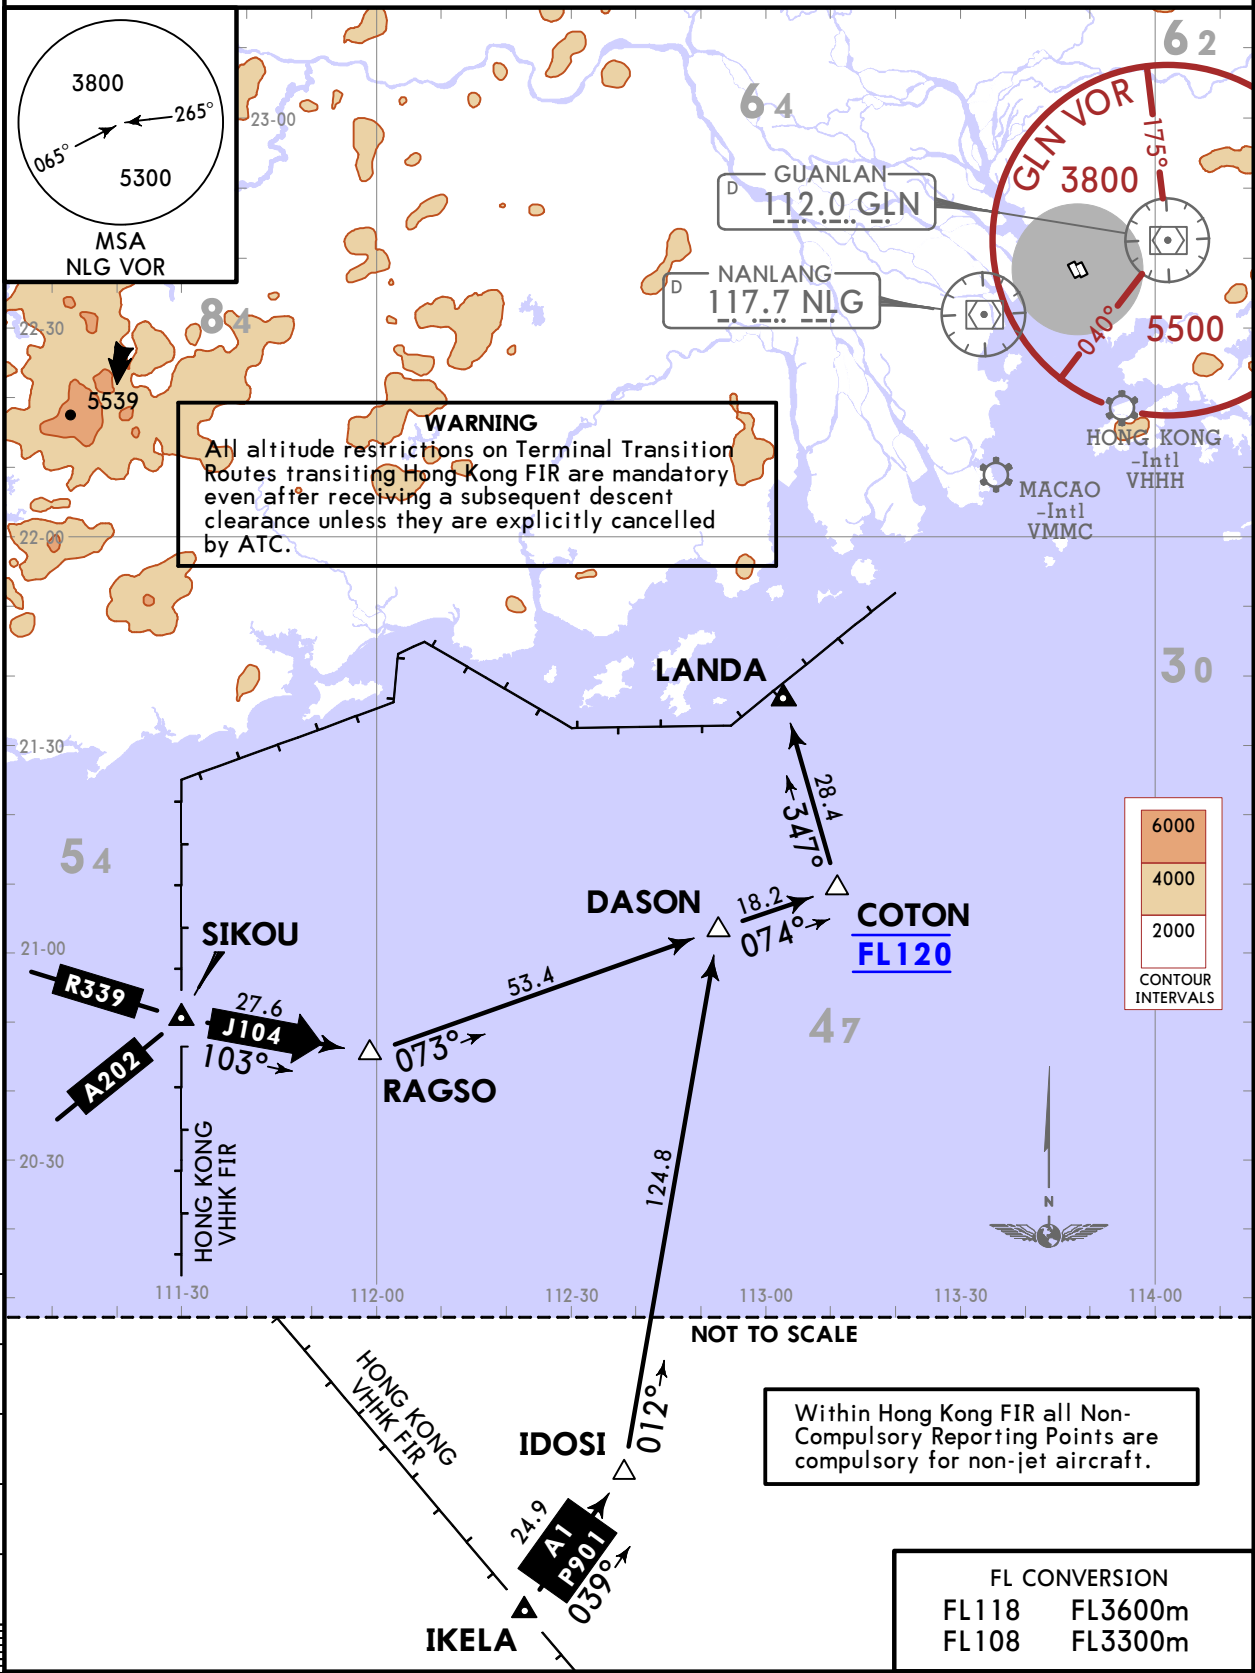 3800
265°
065°
5300
MSA
NLG VOR
23-00
6 4
6 2
GLN VOR
175°
3800
GUANLAN
D 112.0 GLN
NANLANG
D 117.7 NLG
040°
5500
22-30
8 4
5539
WARNING
All altitude restrictions on Terminal Transition
Routes transiting Hong Kong FIR are mandatory
even after receiving a subsequent descent
clearance unless they are explicitly cancelled
by ATC.
HONG KONG
-Intl
VHHH
MACAO
-Intl
VMMC
22-00
LANDA
3 0
21-30
28.4
347°
5 4
6000
4000
2000
CONTOUR
INTERVALS
DASON
18.2
074°
COTON
FL120
SIKOU
21-00
R339
27.6
J104
103°
A202
53.4
073°
RAGSO
4 7
20-30
HONG KONG
VHHK FIR
124.8
N
111-30
112-00
112-30
113-00
113-30
114-00
NOT TO SCALE
HONG KONG
VHHK FIR
012°
IDOSI
Within Hong Kong FIR all Non-
Compulsory Reporting Points are
compulsory for non-jet aircraft.
24.9
A1
P901
039°
IKELA
FL CONVERSION
FL118 FL3600m
FL108 FL3300m